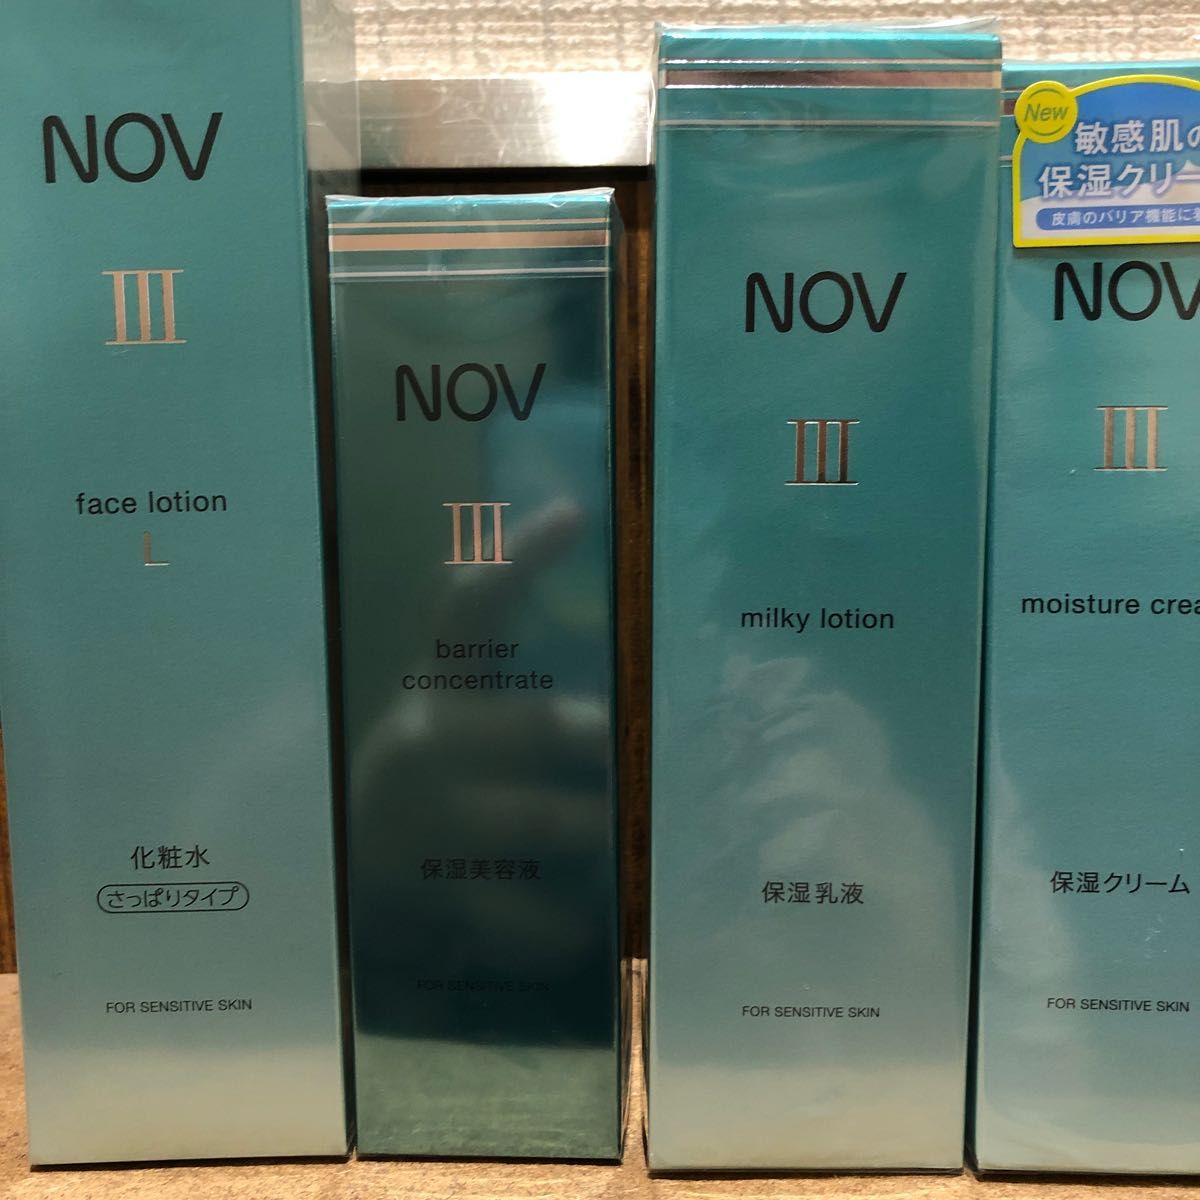 NOV
III
face lotion
L
化粧水
さっぱりタイプ
FOR SENSITIVE SKIN
NOV
III
barrier
concentrate
保湿美容液
FOR SENSITIVE SKIN
NOV
III
milky lotion
保湿乳液
FOR SENSITIVE SKIN
New
敏感肌の
保湿クリー
皮膚のバリア機能に
NOV
III
moisture crea
保湿クリーム
FOR SENSITIVE SKIN